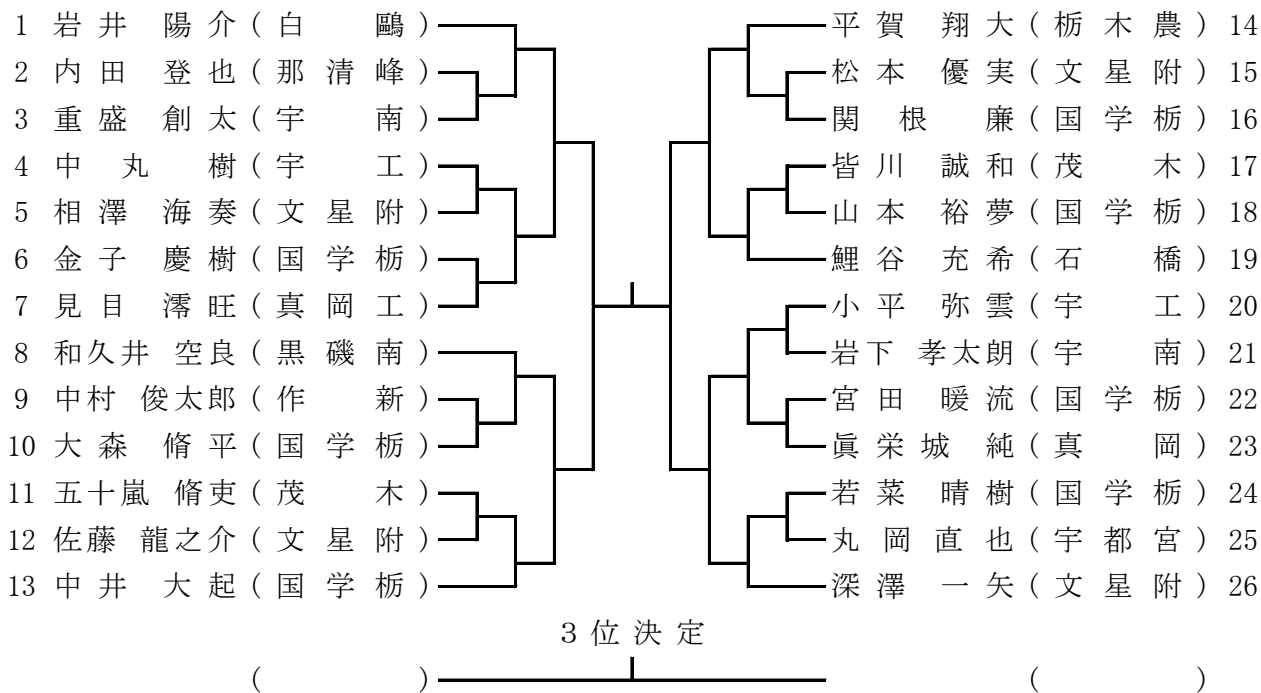 1 岩井 陽介(白 鷗) 平賀 翔大(栃木農) 14
2 内田 登也(那清峰) 松本 優実(文星附) 15
3 重盛 創太(宇 南) 関根 廉(国学栃) 16
4 中丸 樹(宇 工) 皆川 誠和(茂 木) 17
5 相澤 海奏(文星附) 山本 裕夢(国学栃) 18
6 金子 慶樹(国学栃) 鯉谷 充希(石 橋) 19
7 見目 澪旺(真岡工) 小平 弥雲(宇 工) 20
8 和久井 空良(黒磯南) 岩下 孝太朗(宇 南) 21
9 中村 俊太郎(作 新) 宮田 暖流(国学栃) 22
10 大森 脩平(国学栃) 眞栄城 純(真 岡) 23
11 五十嵐 脩吏(茂 木) 若菜 晴樹(国学栃) 24
12 佐藤 龍之介(文星附) 丸岡直也(宇都宮) 25
13 中井 大起(国学栃) 深澤 一矢(文星附) 26
3位決定
( ) ( )